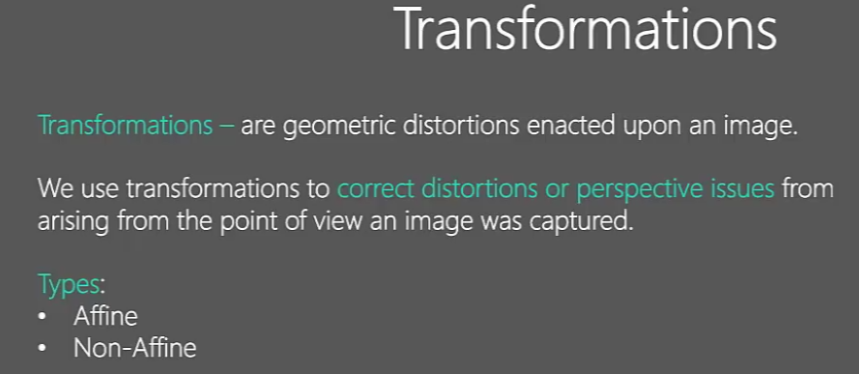 Transformations
Transformations – are geometric distortions enacted upon an image.
We use transformations to correct distortions or perspective issues from
arising from the point of view an image was captured.
Types:
• Affine
• Non-Affine